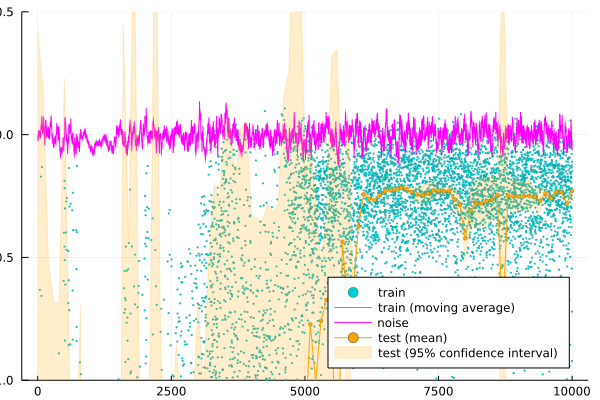 0.5
0.0
0.5
1.0
train
train (moving average)
noise
test (mean)
test (95% confidence interval)
0 2500 5000 7500 10000